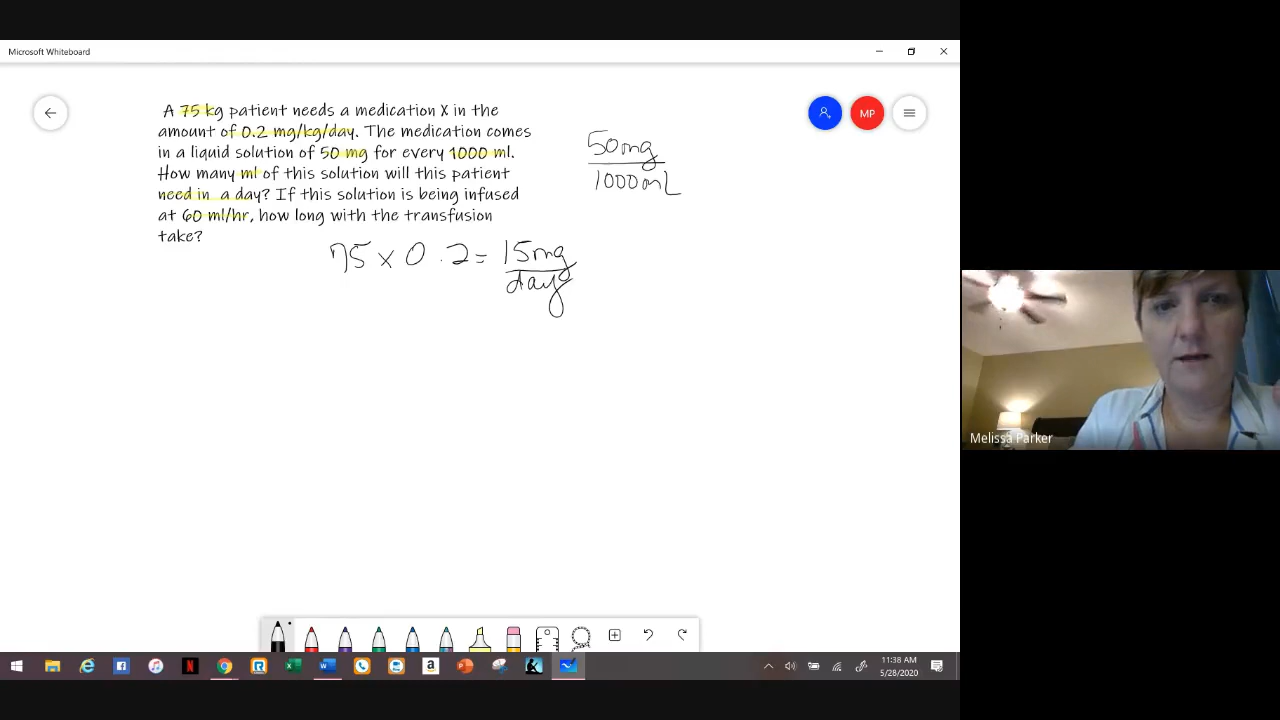 Microsoft Whiteboard
MP
A 75 kg patient needs a medication X in the
amount of 0.2 mg/kg/day. The medication comes
in a liquid solution of 50 mg for every 1000 ml.
How many ml of this solution will this patient
need in a day? If this solution is being infused
at 60 ml/hr, how long with the transfusion
take?
50mg
1000mL
75 x 0.2 = 15mg
day
Melissa Parker
11:38 AM
5/28/2020